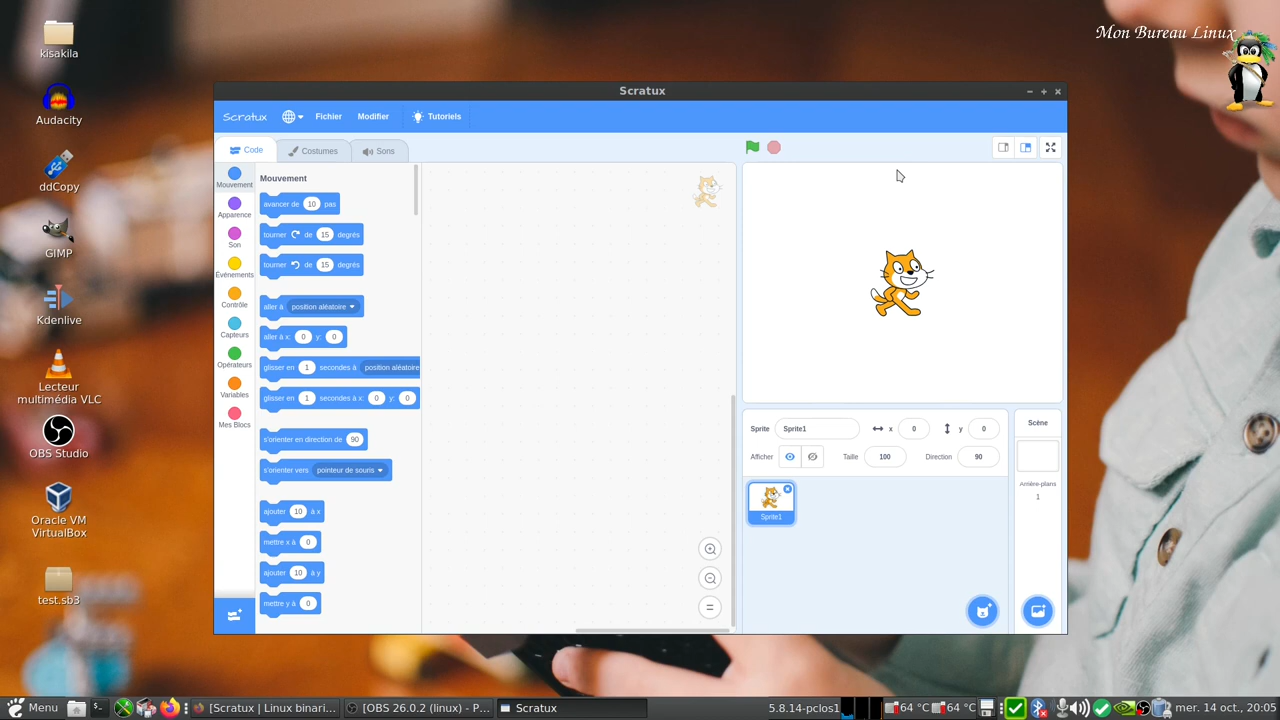 Mon Bureau Linux
kisakila
Audacity
ddCopy
GIMP
Kdenlive
Lecteur
multimédia VLC
OBS Studio
Oracle VM
VirtualBox
test.sb3
Scratux
Scratux
Fichier
Modifier
Tutoriels
Code
Costumes
Sons
Mouvement
Apparence
Son
Évènements
Contrôle
Capteurs
Opérateurs
Variables
Mes Blocs
Mouvement
avancer de 10 pas
tourner de 15 degrés
tourner de 15 degrés
aller à position aléatoire
aller à x: 0 y: 0
glisser en 1 secondes à position aléatoire
glisser en 1 secondes à x: 0 y: 0
s'orienter en direction de 90
s'orienter vers pointeur de souris
ajouter 10 à x
mettre x à 0
ajouter 10 à y
mettre y à 0
Sprite Sprite1 x 0 y 0
Afficher Taille 100 Direction 90
Sprite1
Scène
Arrière-plans
1
Menu
[Scratux | Linux binari...
[OBS 26.0.2 (linux) - P...
Scratux
5.8.14-pclos1
64 °C
64 °C
mer. 14 oct., 20:05